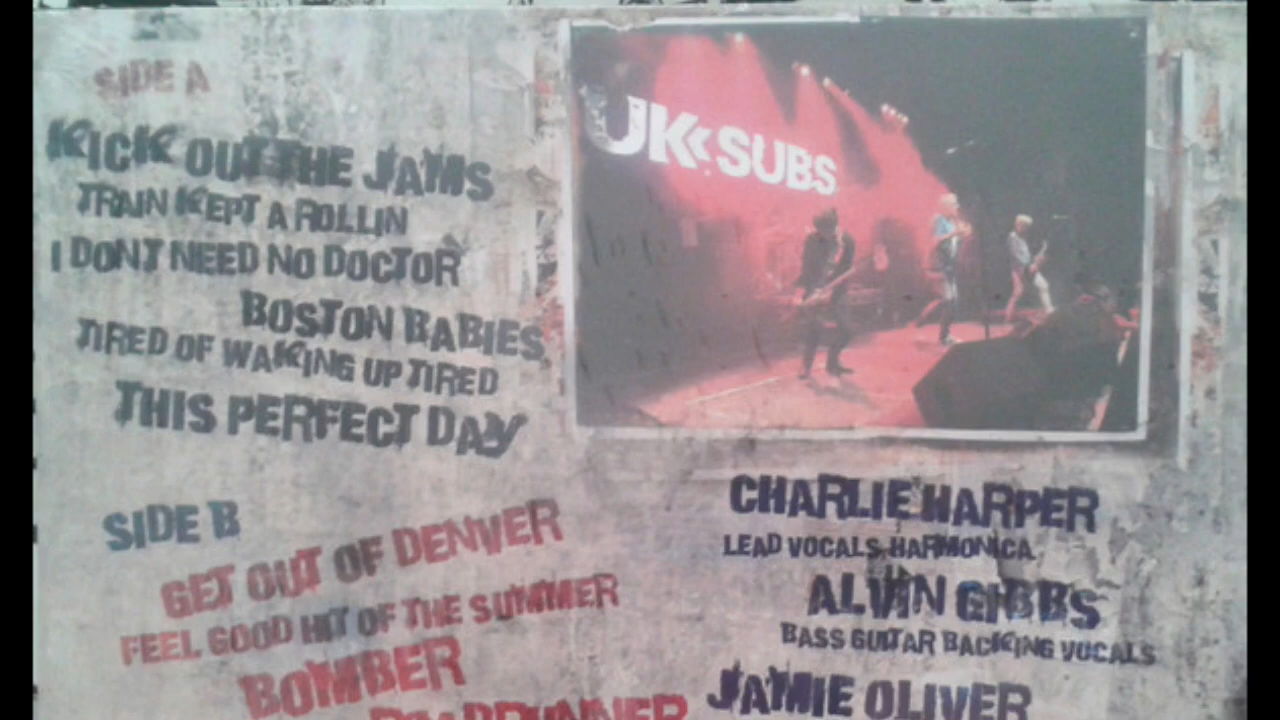 SIDE A
KICK OUT THE JAMS
TRAIN KEPT A ROLLIN
I DONT NEED NO DOCTOR
BOSTON BABIES
TIRED OF WAKING UP TIRED
THIS PERFECT DAY
SIDE B
GET OUT OF DENVER
FEEL GOOD HIT OF THE SUMMER
BOMBER
UK SUBS
CHARLIE HARPER
LEAD VOCALS, HARMONICA
ALVIN GIBBS
BASS GUITAR BACKING VOCALS
JAMIE OLIVER